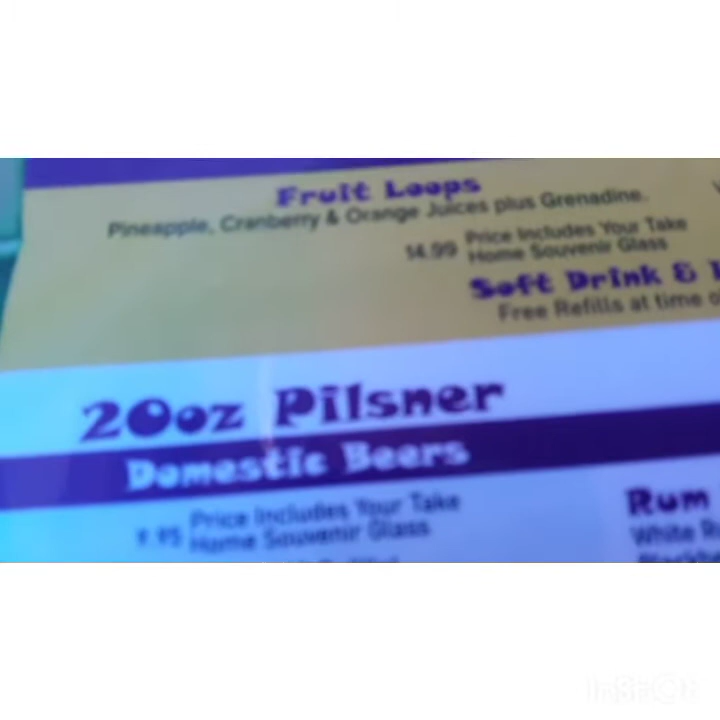 Fruit Loops
Pineapple, Cranberry & Orange Juices plus Grenadine.
14.99 Price Includes Your Take
Home Souvenir Glass
Soft Drink &
Free Refills at time
20oz Pilsner
Domestic Beers
Price Includes Your Take
Home Souvenir Glass
Rum
White